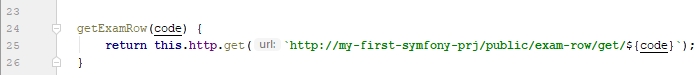 23
24 getExamRow(code) {
25 return this.http.get( url: `http://my-first-symfony-prj/public/exam-row/get/${code}`);
26 }